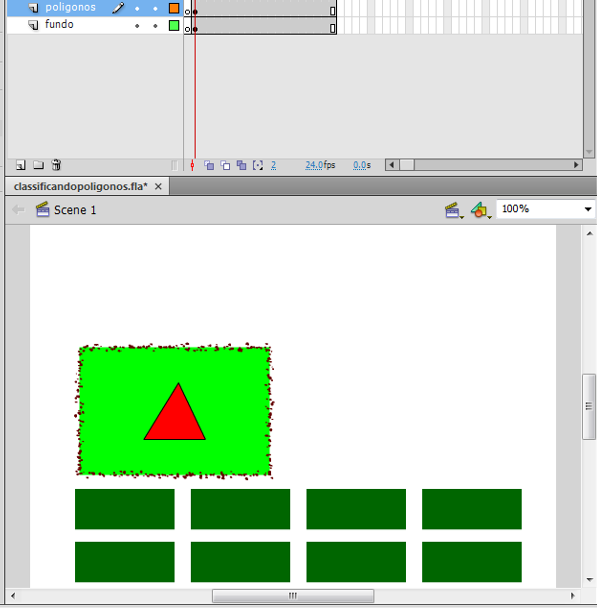 poligonos
fundo
2 24.0fps 0.0s
classificandopoligonos.fla*
Scene 1 100%